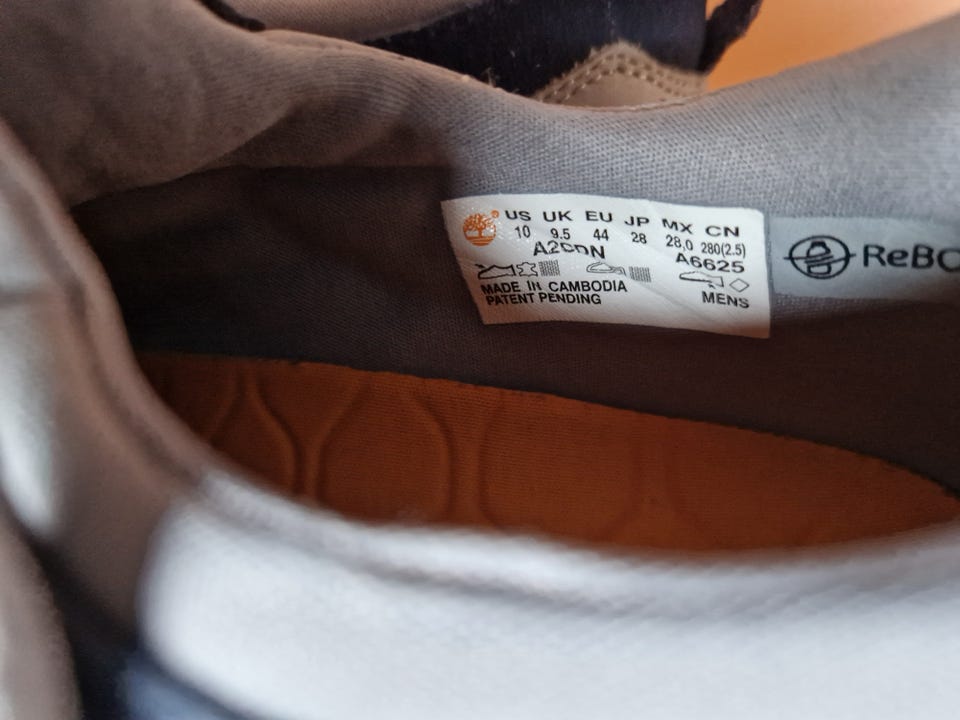 US UK EU JP MX CN
10 9.5 44 28 28,0 280(2.5)
A6625
MADE IN CAMBODIA
PATENT PENDING MENS